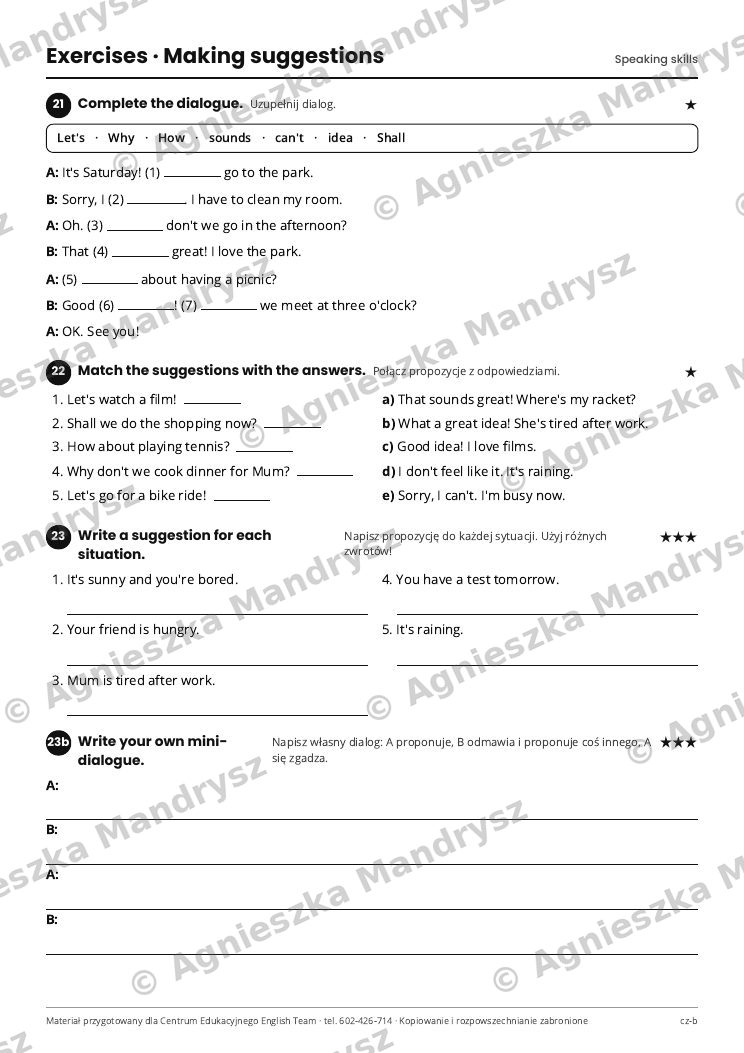 Exercises · Making suggestions
Speaking skills
21 Complete the dialogue. Uzupełnij dialog. ★
Let's · Why · How · sounds · can't · idea · Shall
A: It's Saturday! (1) ________ go to the park.
B: Sorry, I (2) ________. I have to clean my room.
A: Oh. (3) ________ don't we go in the afternoon?
B: That (4) ________ great! I love the park.
A: (5) ________ about having a picnic?
B: Good (6) ________! (7) ________ we meet at three o'clock?
A: OK. See you!
22 Match the suggestions with the answers. Połącz propozycje z odpowiedziami. ★
1. Let's watch a film! ________
2. Shall we do the shopping now? ________
3. How about playing tennis? ________
4. Why don't we cook dinner for Mum? ________
5. Let's go for a bike ride! ________
a) That sounds great! Where's my racket?
b) What a great idea! She's tired after work.
c) Good idea! I love films.
d) I don't feel like it. It's raining.
e) Sorry, I can't. I'm busy now.
23 Write a suggestion for each
situation.
Napisz propozycję do każdej sytuacji. Użyj różnych
zwrotów!
★★★
1. It's sunny and you're bored.
2. Your friend is hungry.
3. Mum is tired after work.
4. You have a test tomorrow.
5. It's raining.
23b Write your own mini-
dialogue.
Napisz własny dialog: A proponuje, B odmawia i proponuje coś innego, A
się zgadza.
★★★
A:
B:
A:
B:
Materiał przygotowany dla Centrum Edukacyjnego English Team · tel. 602-426-714 · Kopiowanie i rozpowszechnianie zabronione
cz-b
© Agnieszka Mandrysz